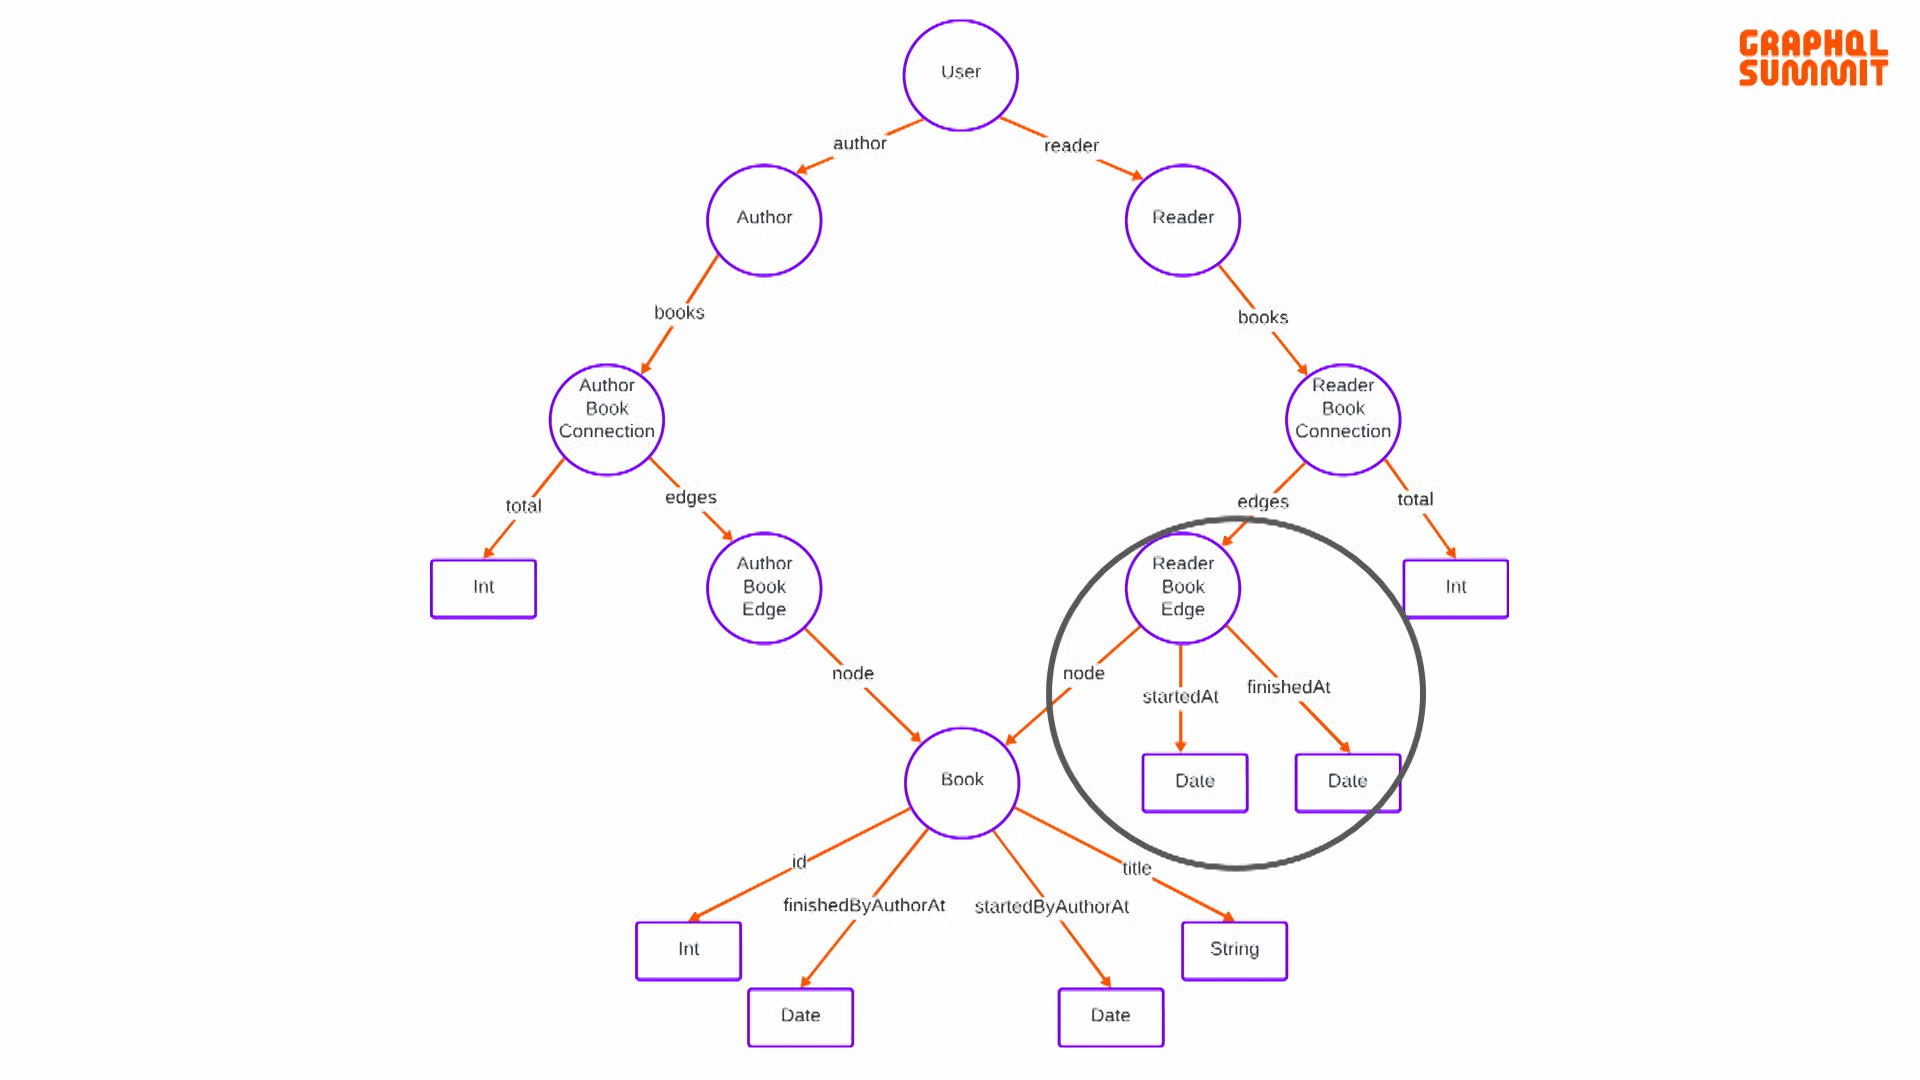 GRAPHQL
SUMMIT
User
author
reader
Author
Reader
books
books
Author
Book
Connection
Reader
Book
Connection
total
edges
edges
total
Int
Author
Book
Edge
Reader
Book
Edge
Int
node
node
startedAt
finishedAt
Book
Date
Date
id
finishedByAuthorAt
startedByAuthorAt
title
Int
Date
Date
String